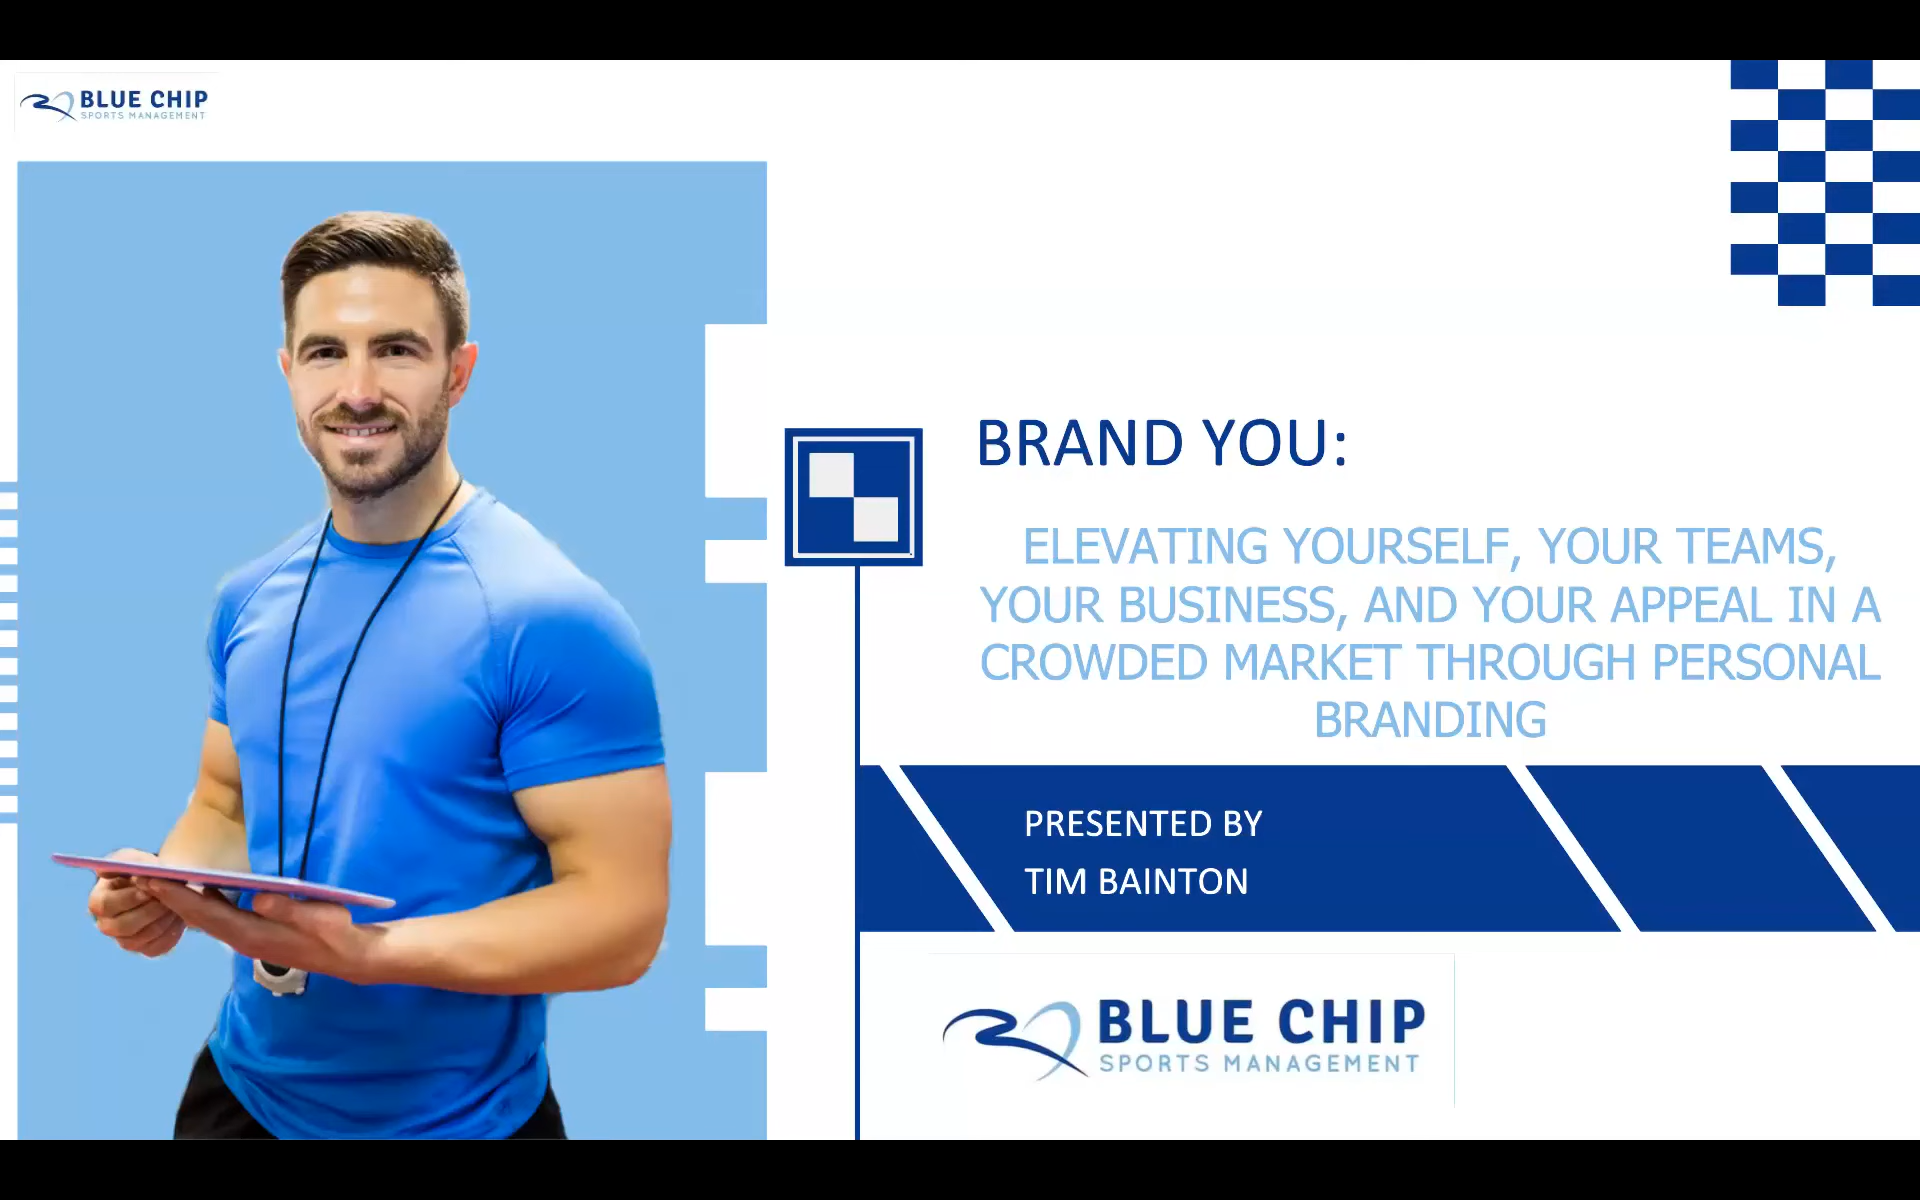 BLUE CHIP
SPORTS MANAGEMENT
BRAND YOU:
ELEVATING YOURSELF, YOUR TEAMS,
YOUR BUSINESS, AND YOUR APPEAL IN A
CROWDED MARKET THROUGH PERSONAL
BRANDING
PRESENTED BY
TIM BAINTON
BLUE CHIP
SPORTS MANAGEMENT